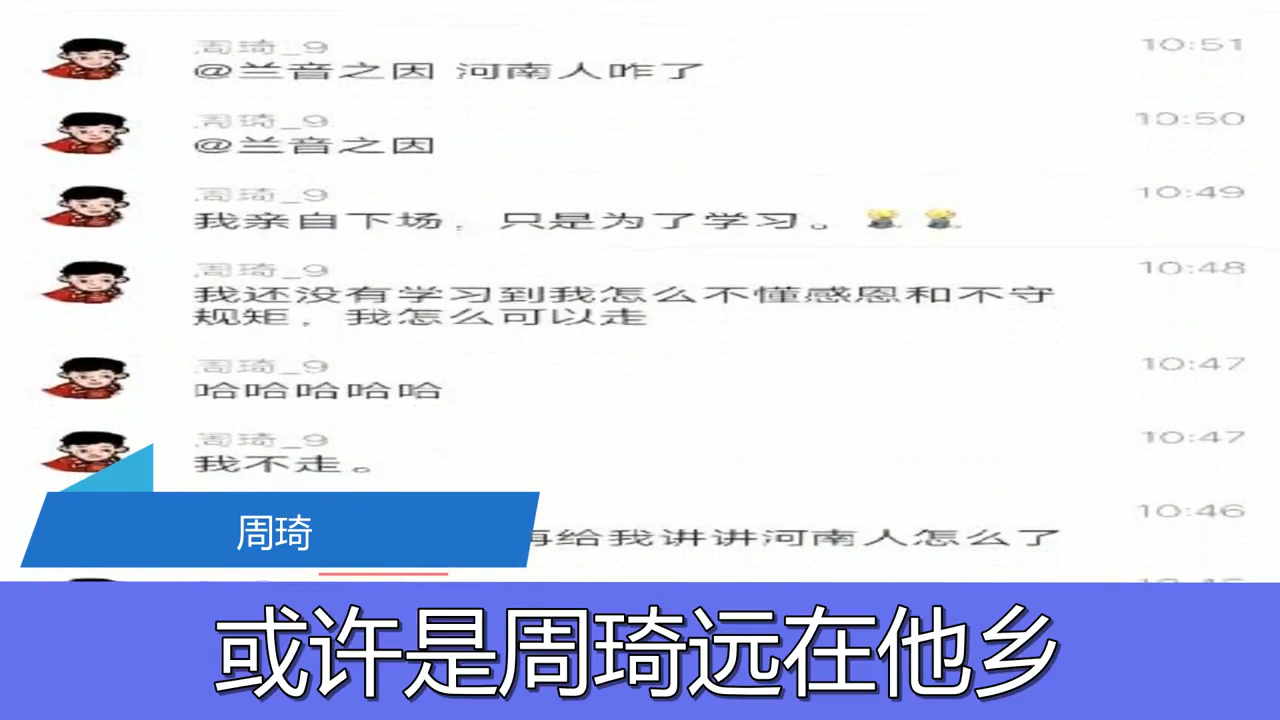 周琦_9
10:51
@兰音之因 河南人咋了
周琦_9
10:50
@兰音之因
周琦_9
10:49
我亲自下场，只是为了学习。
周琦_9
10:48
我还没有学习到我怎么不懂感恩和不守
规矩，我怎么可以走
周琦_9
10:47
哈哈哈哈哈
周琦_9
10:47
我不走。
10:46
再给我讲讲河南人怎么了
周琦
或许是周琦远在他乡